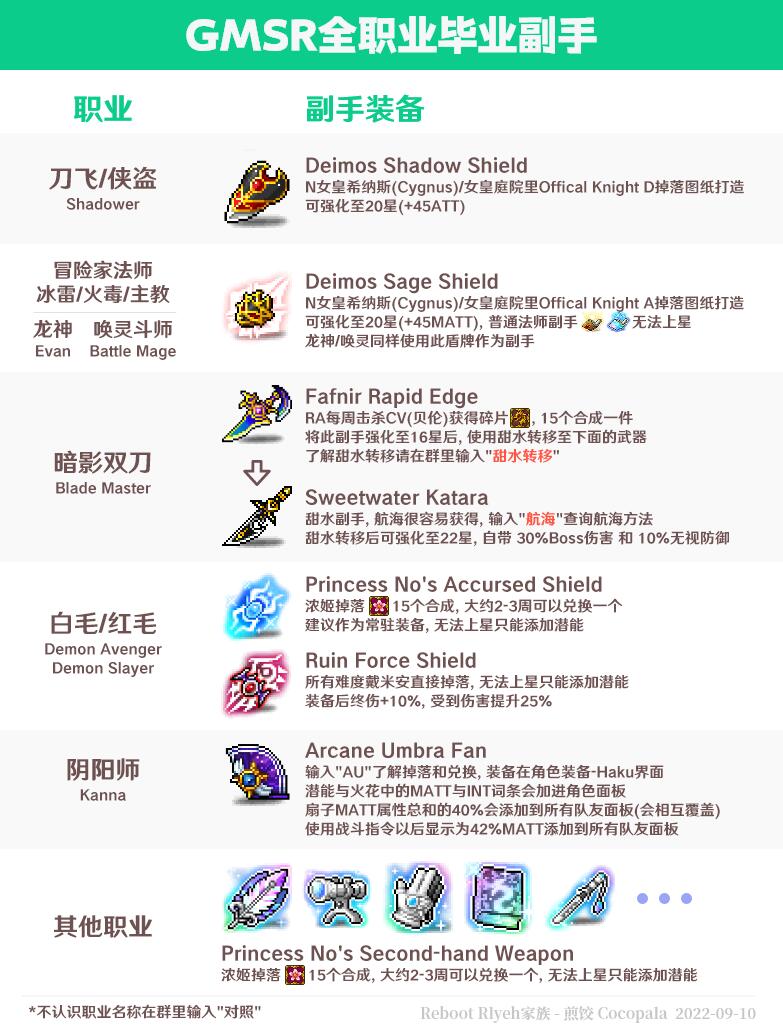 GMSR全职业毕业副手
职业
副手装备
刀飞/侠盗
Shadower
Deimos Shadow Shield
N女皇希纳斯(Cygnus)/女皇庭院里Offical Knight D掉落图纸打造
可强化至20星(+45ATT)
冒险家法师
冰雷/火毒/主教
龙神 唤灵斗师
Evan Battle Mage
Deimos Sage Shield
N女皇希纳斯(Cygnus)/女皇庭院里Offical Knight A掉落图纸打造
可强化至20星(+45MATT), 普通法师副手 无法上星
龙神/唤灵同样使用此盾牌作为副手
暗影双刀
Blade Master
Fafnir Rapid Edge
RA每周击杀CV(贝伦)获得碎片 , 15个合成一件
将此副手强化至16星后, 使用甜水转移至下面的武器
了解甜水转移请在群里输入"甜水转移"
Sweetwater Katara
甜水副手, 航海很容易获得, 输入"航海"查询航海方法
甜水转移后可强化至22星, 自带 30%Boss伤害 和 10%无视防御
白毛/红毛
Demon Avenger
Demon Slayer
Princess No's Accursed Shield
浓姬掉落 15个合成, 大约2-3周可以兑换一个
建议作为常驻装备, 无法上星只能添加潜能
Ruin Force Shield
所有难度戴米安直接掉落, 无法上星只能添加潜能
装备后终伤+10%, 受到伤害提升25%
阴阳师
Kanna
Arcane Umbra Fan
输入"AU"了解掉落和兑换, 装备在角色装备-Haku界面
潜能与火花中的MATT与INT词条会加进角色面板
扇子MATT属性总和的40%会添加到所有队友面板(会相互覆盖)
使用战斗指令以后显示为42%MATT添加到所有队友面板
其他职业
Princess No's Second-hand Weapon
浓姬掉落 15个合成, 大约2-3周可以兑换一个, 无法上星只能添加潜能
*不认识职业名称在群里输入"对照"
Reboot Rlyeh家族 - 煎饺 Cocopala 2022-09-10